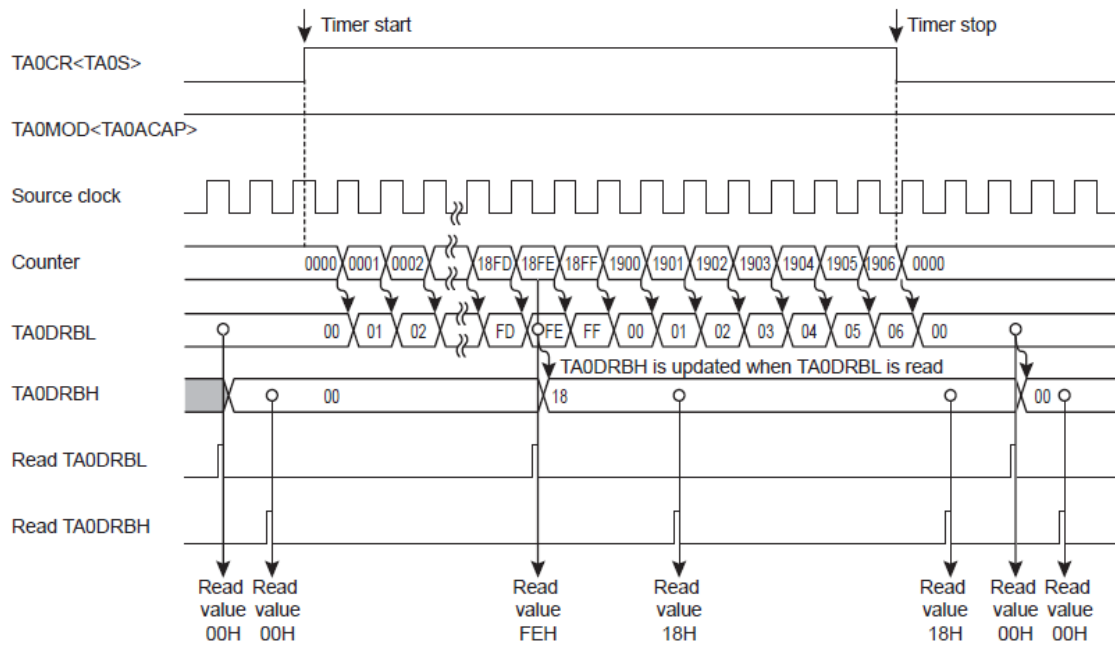 Timer start
Timer stop
TA0CR<TA0S>
TA0MOD<TA0ACAP>
Source clock
Counter
0000 0001 0002 18FD 18FE 18FF 1900 1901 1902 1903 1904 1905 1906 0000
TA0DRBL
00 01 02 FD FE FF 00 01 02 03 04 05 06 00
TA0DRBH is updated when TA0DRBL is read
TA0DRBH
00 18 00
Read TA0DRBL
Read TA0DRBH
Read Read Read Read Read Read Read
value value value value value value value
00H 00H FEH 18H 18H 00H 00H